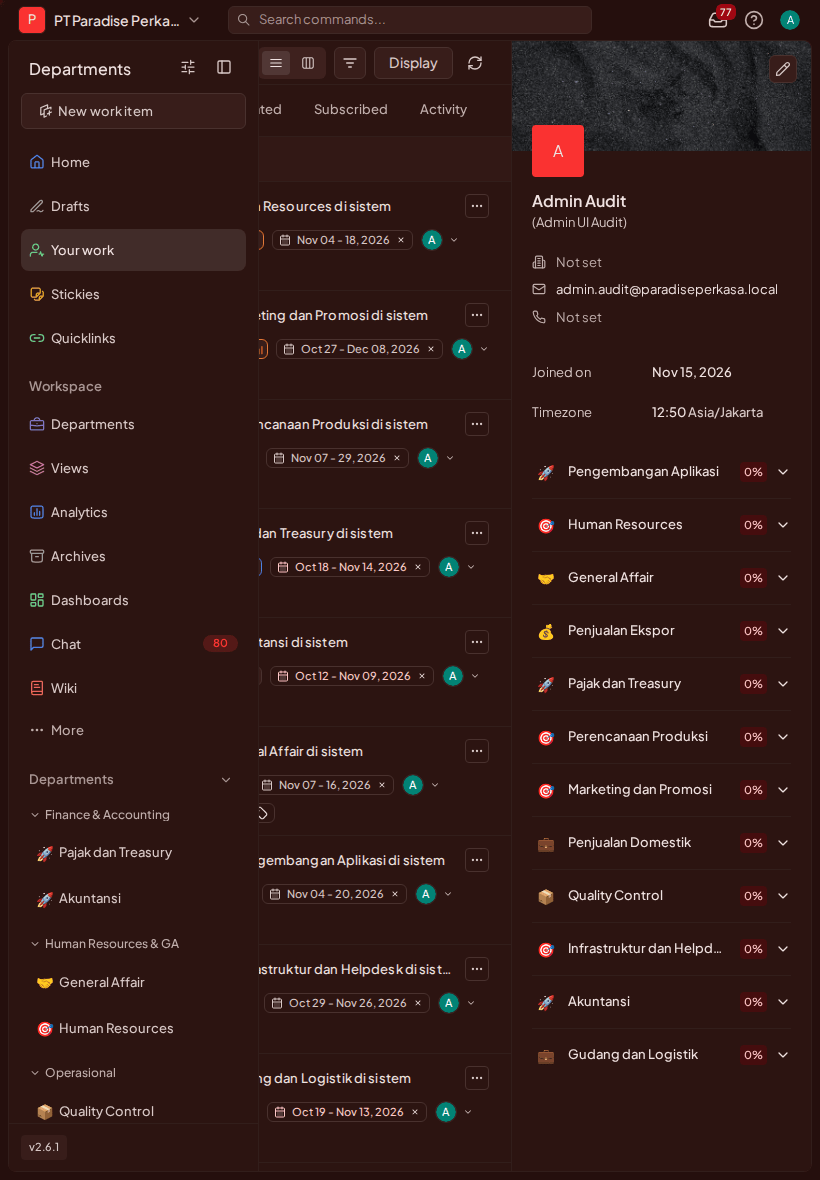 P PT Paradise Perka... Search commands... 77 A
Departments
New work item
Home
Drafts
Your work
Stickies
Quicklinks
Workspace
Departments
Views
Analytics
Archives
Dashboards
Chat 80
Wiki
More
Departments
Finance & Accounting
Pajak dan Treasury
Akuntansi
Human Resources & GA
General Affair
Human Resources
Operasional
Quality Control
v2.6.1
Display
Subscribed Activity
Resources di sistem
Nov 04 - 18, 2026 A
dan Promosi di sistem
Oct 27 - Dec 08, 2026 A
Produksi di sistem
Nov 07 - 29, 2026 A
dan Treasury di sistem
Oct 18 - Nov 14, 2026 A
di sistem
Oct 12 - Nov 09, 2026 A
Affair di sistem
Nov 07 - 16, 2026 A
Aplikasi di sistem
Nov 04 - 20, 2026 A
dan Helpdesk di sist...
Oct 29 - Nov 26, 2026 A
dan Logistik di sistem
Oct 19 - Nov 13, 2026 A
A
Admin Audit
(Admin UI Audit)
Not set
admin.audit@paradiseperkasa.local
Not set
Joined on Nov 15, 2026
Timezone 12:50 Asia/Jakarta
Pengembangan Aplikasi 0%
Human Resources 0%
General Affair 0%
Penjualan Ekspor 0%
Pajak dan Treasury 0%
Perencanaan Produksi 0%
Marketing dan Promosi 0%
Penjualan Domestik 0%
Quality Control 0%
Infrastruktur dan Helpd... 0%
Akuntansi 0%
Gudang dan Logistik 0%